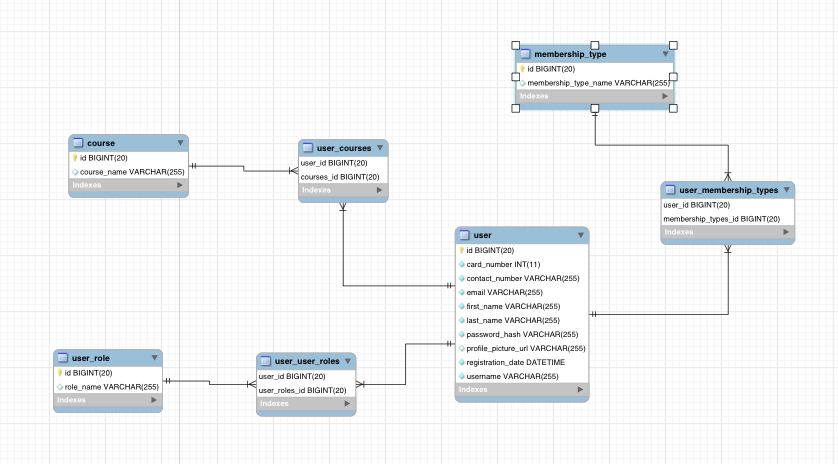 membership_type
id BIGINT(20)
membership_type_name VARCHAR(255)
Indexes
course
id BIGINT(20)
course_name VARCHAR(255)
Indexes
user_courses
user_id BIGINT(20)
courses_id BIGINT(20)
Indexes
user_membership_types
user_id BIGINT(20)
membership_types_id BIGINT(20)
Indexes
user
id BIGINT(20)
card_number INT(11)
contact_number VARCHAR(255)
email VARCHAR(255)
first_name VARCHAR(255)
last_name VARCHAR(255)
password_hash VARCHAR(255)
profile_picture_url VARCHAR(255)
registration_date DATETIME
username VARCHAR(255)
Indexes
user_role
id BIGINT(20)
role_name VARCHAR(255)
Indexes
user_user_roles
user_id BIGINT(20)
user_roles_id BIGINT(20)
Indexes